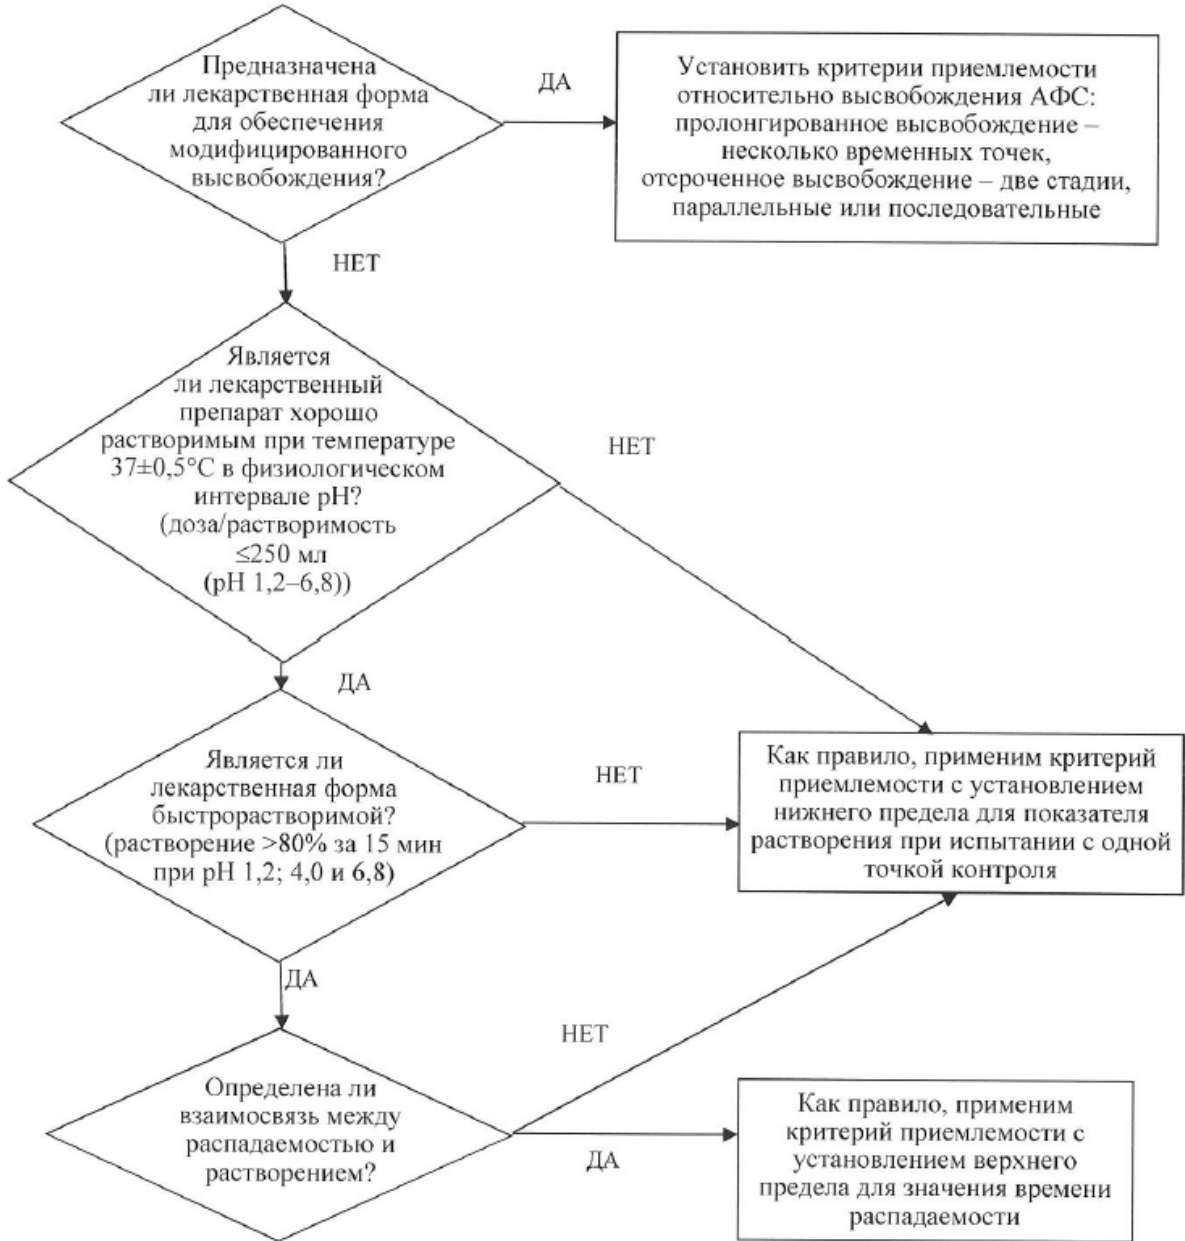 Предназначена
ли лекарственная форма
для обеспечения
модифицированного
высвобождения?
ДА
Установить критерии приемлемости
относительно высвобождения АФС:
пролонгированное высвобождение –
несколько временных точек,
отсроченное высвобождение – две стадии,
параллельные или последовательные
НЕТ
Является
ли лекарственный
препарат хорошо
растворимым при температуре
37±0,5°С в физиологическом
интервале pH?
(доза/растворимость
≤250 мл
(pH 1,2–6,8))
НЕТ
ДА
Является ли
лекарственная форма
быстрорастворимой?
(растворение >80% за 15 мин
при pH 1,2; 4,0 и 6,8)
НЕТ
Как правило, применим критерий
приемлемости с установлением
нижнего предела для показателя
растворения при испытании с одной
точкой контроля
ДА
Определена ли
взаимосвязь между
распадаемостью и
растворением?
НЕТ
ДА
Как правило, применим
критерий приемлемости с
установлением верхнего
предела для значения времени
распадаемости